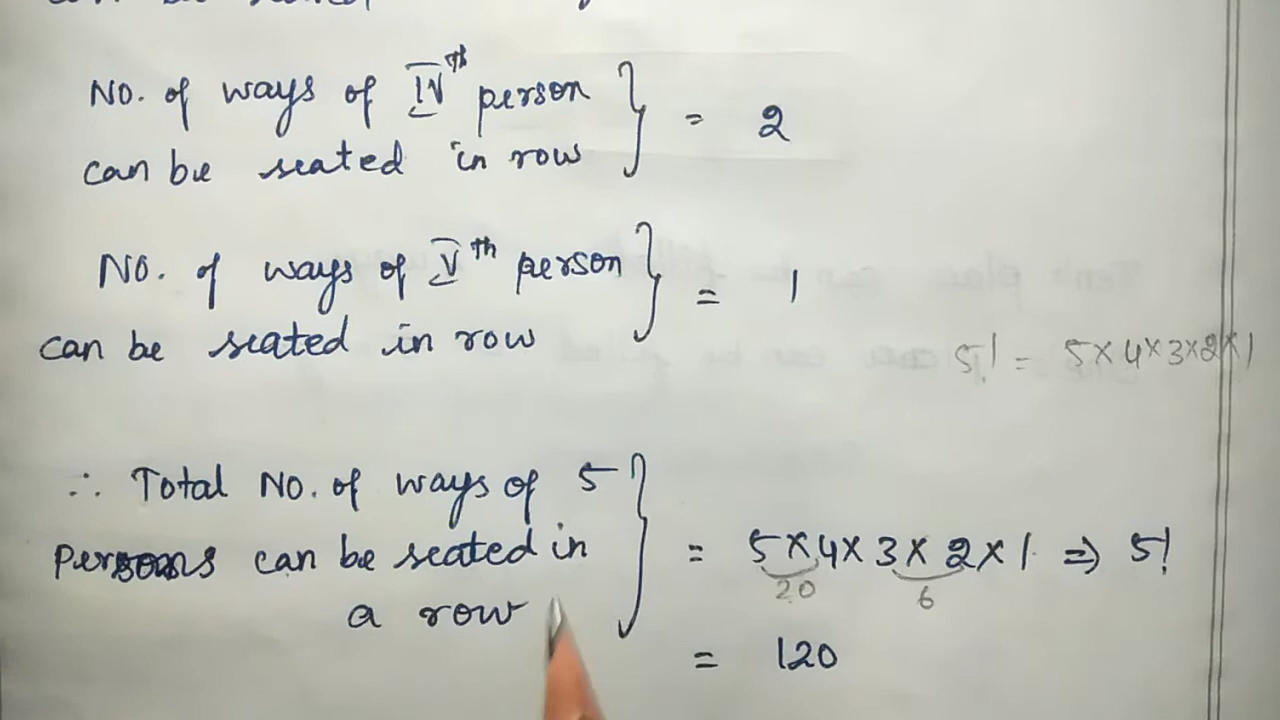 No. of ways of IVth person
can be seated in row } = 2
No. of ways of Vth person
can be seated in row } = 1
5! = 5×4×3×2×1
∴ Total No. of ways of 5
Persons can be seated in
a row } = 5×4×3×2×1 ⇒ 5!
20 6
= 120